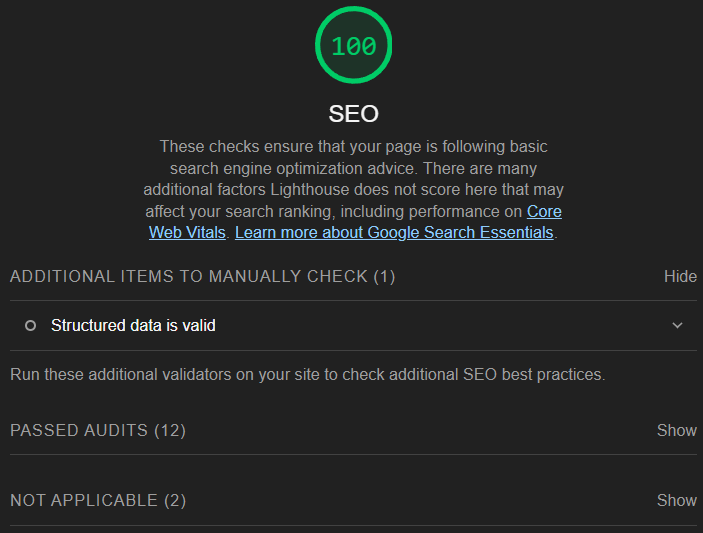 100
SEO
These checks ensure that your page is following basic
search engine optimization advice. There are many
additional factors Lighthouse does not score here that may
affect your search ranking, including performance on Core
Web Vitals. Learn more about Google Search Essentials.
ADDITIONAL ITEMS TO MANUALLY CHECK (1) Hide
Structured data is valid
Run these additional validators on your site to check additional SEO best practices.
PASSED AUDITS (12) Show
NOT APPLICABLE (2) Show